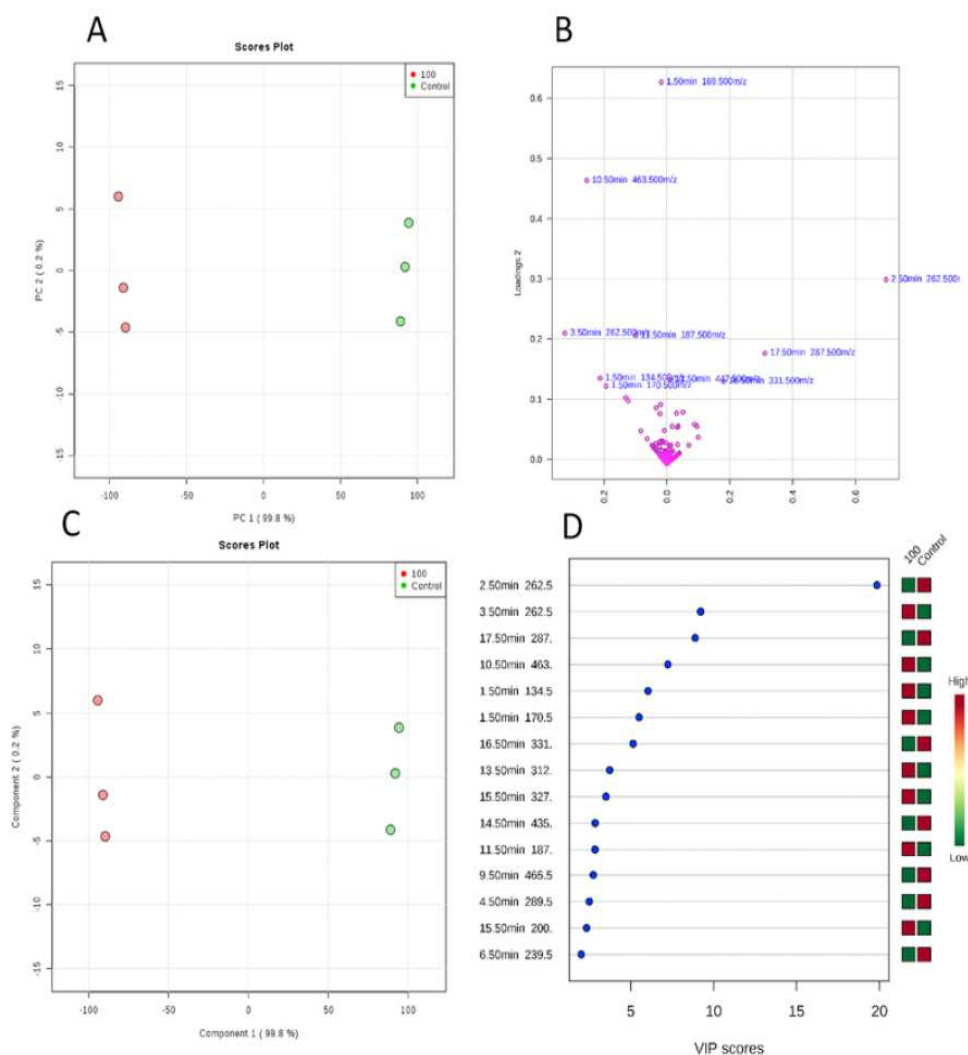 A
Scores Plot
100
Control
15
10
5
0
-5
-10
-15
PC 2 ( 0.2 %)
-100
-50
0
50
100
PC 1 ( 99.8 %)
B
1.50min 169.500m/z
10.50min 463.500m/z
2.50min 262.500m
3.50min 262.500m/z
11.50min 187.500m/z
17.50min 287.500m/z
1.50min 134.500m/z
447.500m/z
16.50min 331.500m/z
1.50min 170.500m/z
0.6
0.5
0.4
0.3
0.2
0.1
0.0
Loadings 2
0.2
0.0
0.2
0.4
0.6
C
Scores Plot
100
Control
15
10
5
0
-5
-10
-15
Component 2 ( 0.2 %)
-100
-50
0
50
100
Component 1 ( 99.8 %)
D
100
Control
2.50min 262.5
3.50min 262.5
17.50min 287.
10.50min 463.
1.50min 134.5
1.50min 170.5
16.50min 331.
13.50min 312.
15.50min 327.
14.50min 435.
11.50min 187.
9.50min 465.5
4.50min 289.5
15.50min 200.
6.50min 239.5
High
Low
5
10
15
20
VIP scores